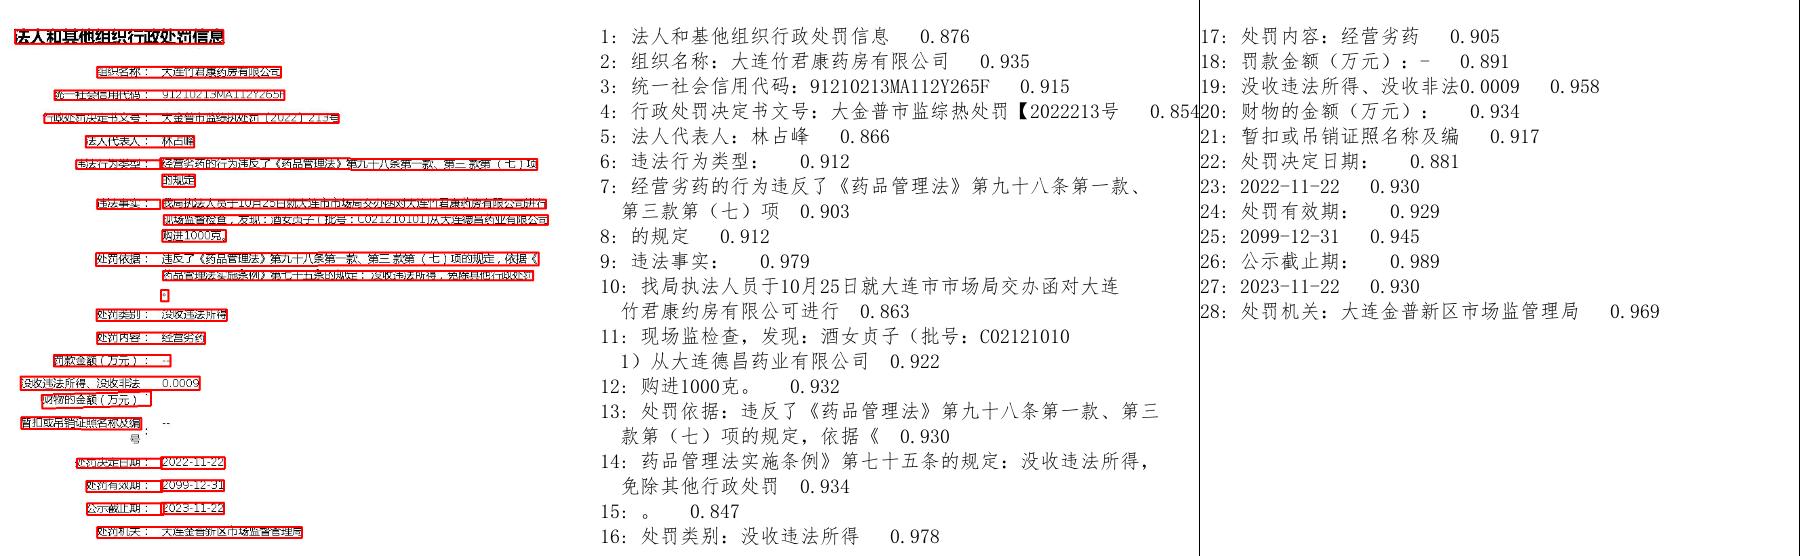 法人和其他组织行政处罚信息
组织名称： 大连竹君康药房有限公司
统一社会信用代码： 91210213MA112Y265F
行政处罚决定书文号： 大金普市监综执处罚〔2022〕213号
法人代表人： 林占峰
违法行为类型： 经营劣药的行为违反了《药品管理法》第九十八条第一款、第三款第（七）项
的规定
违法事实： 我局执法人员于10月25日就大连市市场局交办函对大连竹君康药房有限公司进行
现场监督检查，发现：酒女贞子（批号：C021210101)从大连德昌药业有限公司
购进1000克。
处罚依据： 违反了《药品管理法》第九十八条第一款、第三款第（七）项的规定，依据《
药品管理法实施条例》第七十五条的规定：没收违法所得，免除其他行政处罚
。
处罚类别： 没收违法所得
处罚内容： 经营劣药
罚款金额（万元）： --
没收违法所得、没收非法 0.0009
财物的金额（万元）：
暂扣或吊销证照名称及编 --
号：
处罚决定日期： 2022-11-22
处罚有效期： 2099-12-31
公示截止期： 2023-11-22
处罚机关： 大连金普新区市场监督管理局
1: 法人和基他组织行政处罚信息 0.876
2: 组织名称：大连竹君康药房有限公司 0.935
3: 统一社会信用代码：91210213MA112Y265F 0.915
4: 行政处罚决定书文号：大金普市监综热处罚【2022213号 0.854
5: 法人代表人：林占峰 0.866
6: 违法行为类型： 0.912
7: 经营劣药的行为违反了《药品管理法》第九十八条第一款、
第三款第（七）项 0.903
8: 的规定 0.912
9: 违法事实： 0.979
10: 找局执法人员于10月25日就大连市市场局交办函对大连
竹君康约房有限公可进行 0.863
11: 现场监检查，发现：酒女贞子（批号：C02121010
1）从大连德昌药业有限公司 0.922
12: 购进1000克。 0.932
13: 处罚依据：违反了《药品管理法》第九十八条第一款、第三
款第（七）项的规定，依据《 0.930
14: 药品管理法实施条例》第七十五条的规定：没收违法所得，
免除其他行政处罚 0.934
15: 。 0.847
16: 处罚类别：没收违法所得 0.978
17: 处罚内容：经营劣药 0.905
18: 罚款金额（万元）：- 0.891
19: 没收违法所得、没收非法0.0009 0.958
20: 财物的金额（万元）： 0.934
21: 暂扣或吊销证照名称及编 0.917
22: 处罚决定日期： 0.881
23: 2022-11-22 0.930
24: 处罚有效期： 0.929
25: 2099-12-31 0.945
26: 公示截止期： 0.989
27: 2023-11-22 0.930
28: 处罚机关：大连金普新区市场监管理局 0.969